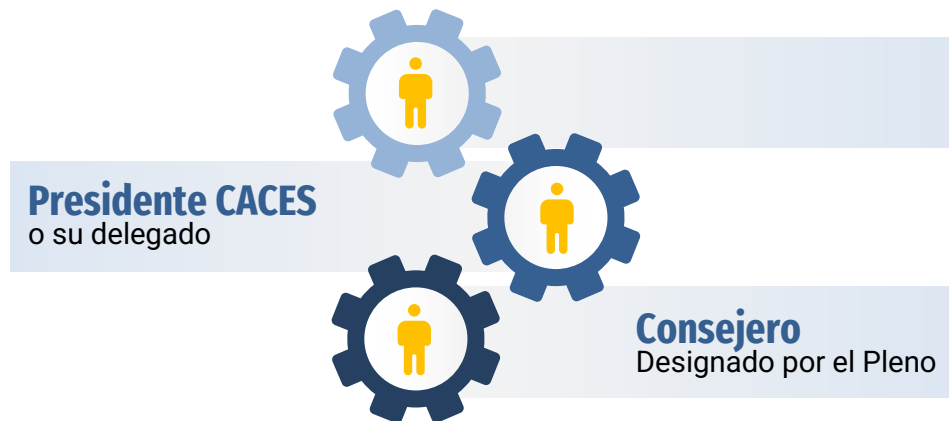 Presidente CACES
o su delegado
Consejero
Designado por el Pleno